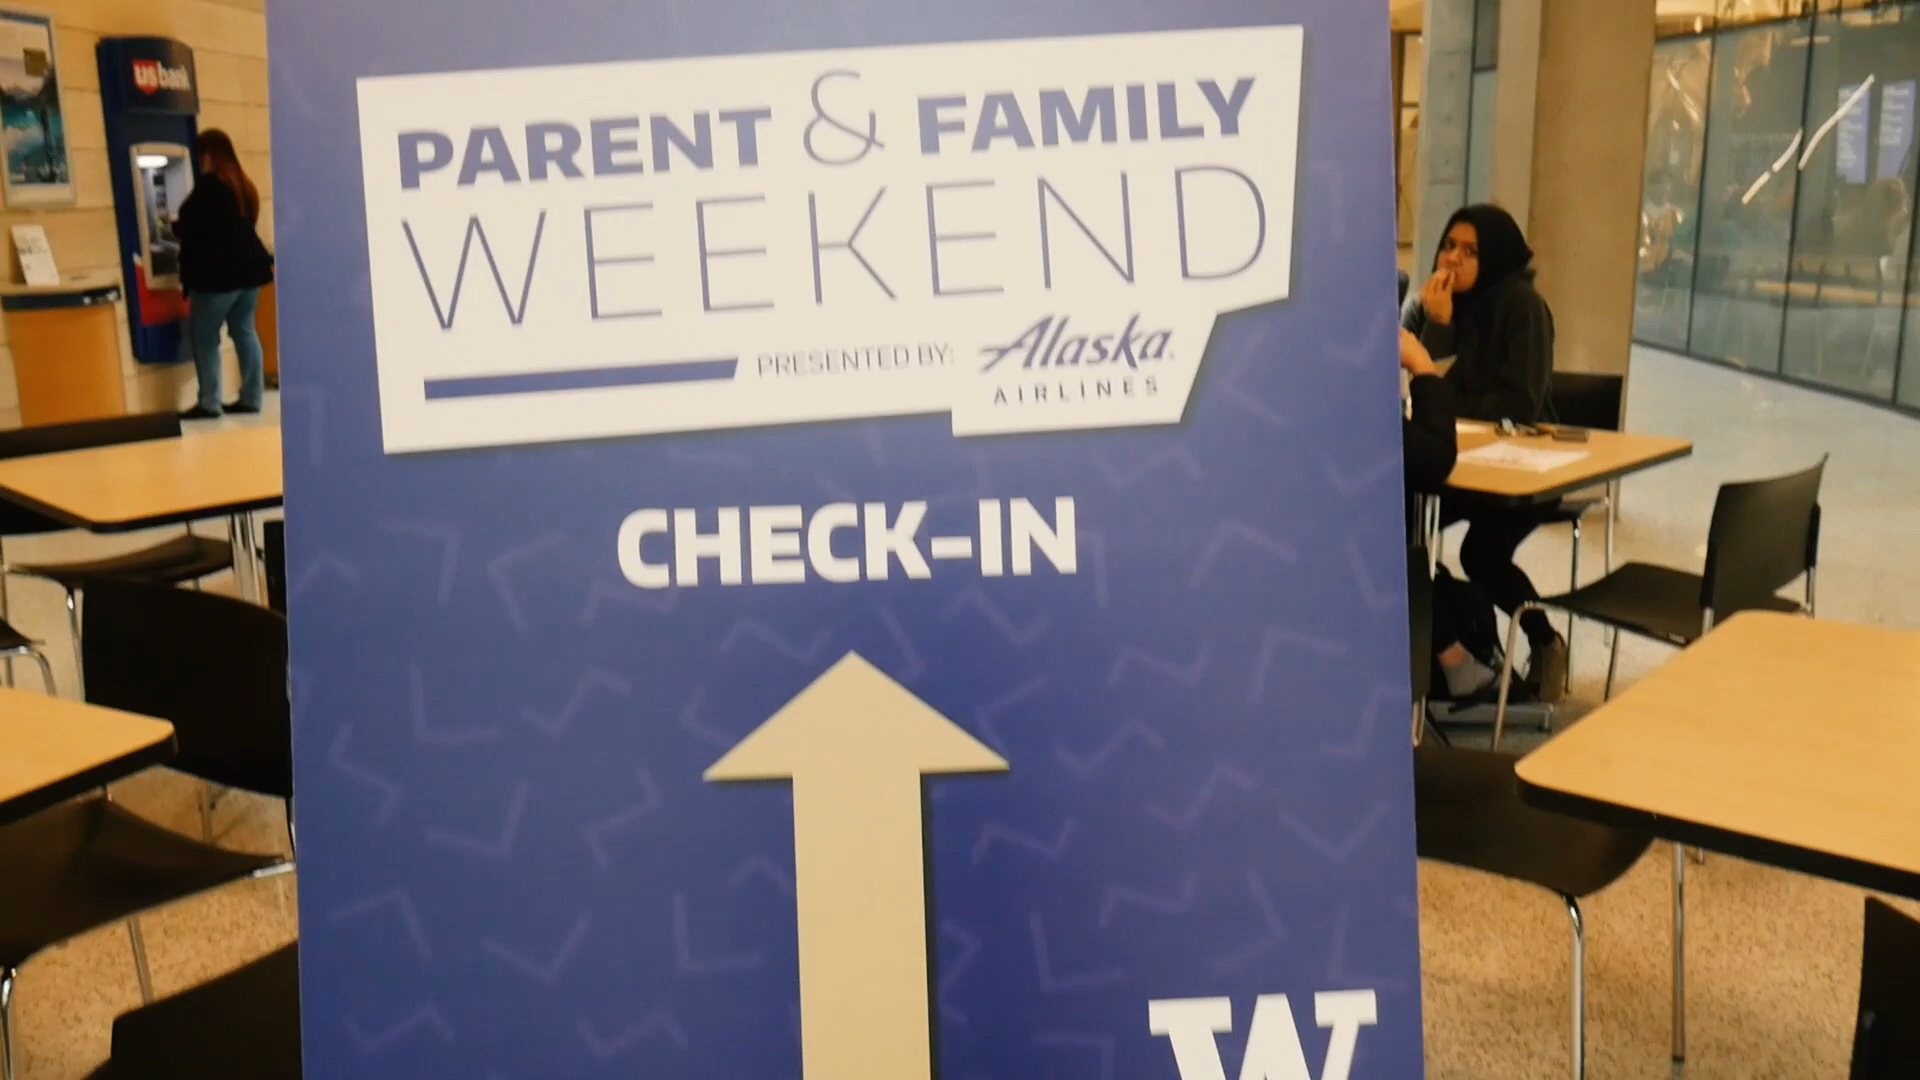 usbank
PARENT & FAMILY
WEEKEND
PRESENTED BY:
Alaska
AIRLINES
CHECK-IN
W